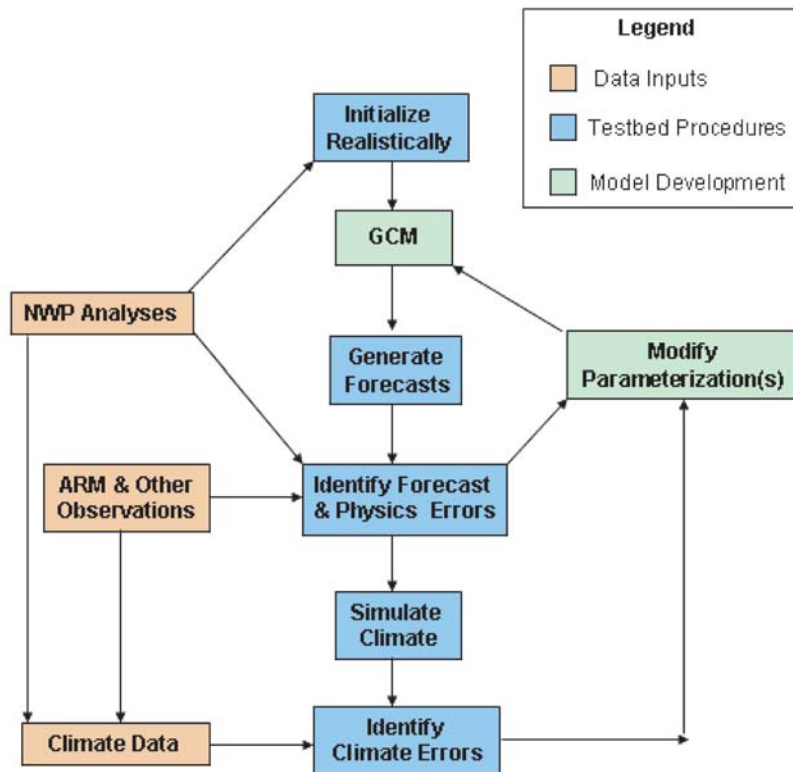 Legend
Data Inputs
Testbed Procedures
Model Development
Initialize
Realistically
GCM
NWP Analyses
Generate
Forecasts
Modify
Parameterization(s)
ARM & Other
Observations
Identify Forecast
& Physics Errors
Simulate
Climate
Climate Data
Identify
Climate Errors